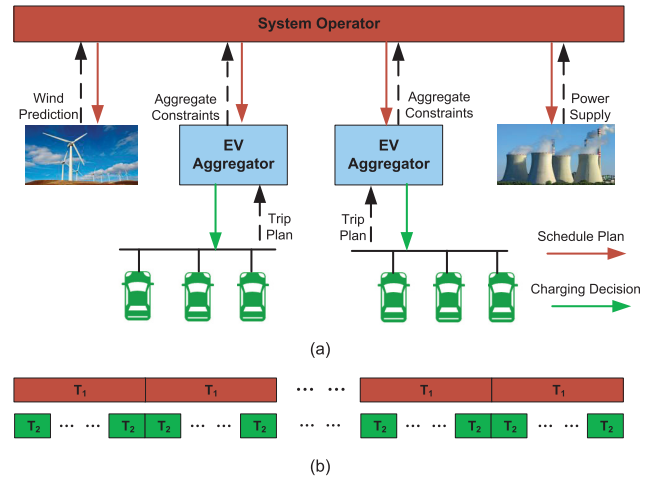 System Operator
Wind
Prediction
Aggregate
Constraints
Aggregate
Constraints
Power
Supply
EV
Aggregator
EV
Aggregator
Trip
Plan
Trip
Plan
Schedule Plan
Charging Decision
(a)
T₁ T₁ ··· ··· T₁ T₁
T₂ ··· ··· T₂ T₂ ··· ··· T₂ ··· ··· T₂ ··· ··· T₂ T₂ ··· ··· T₂
(b)